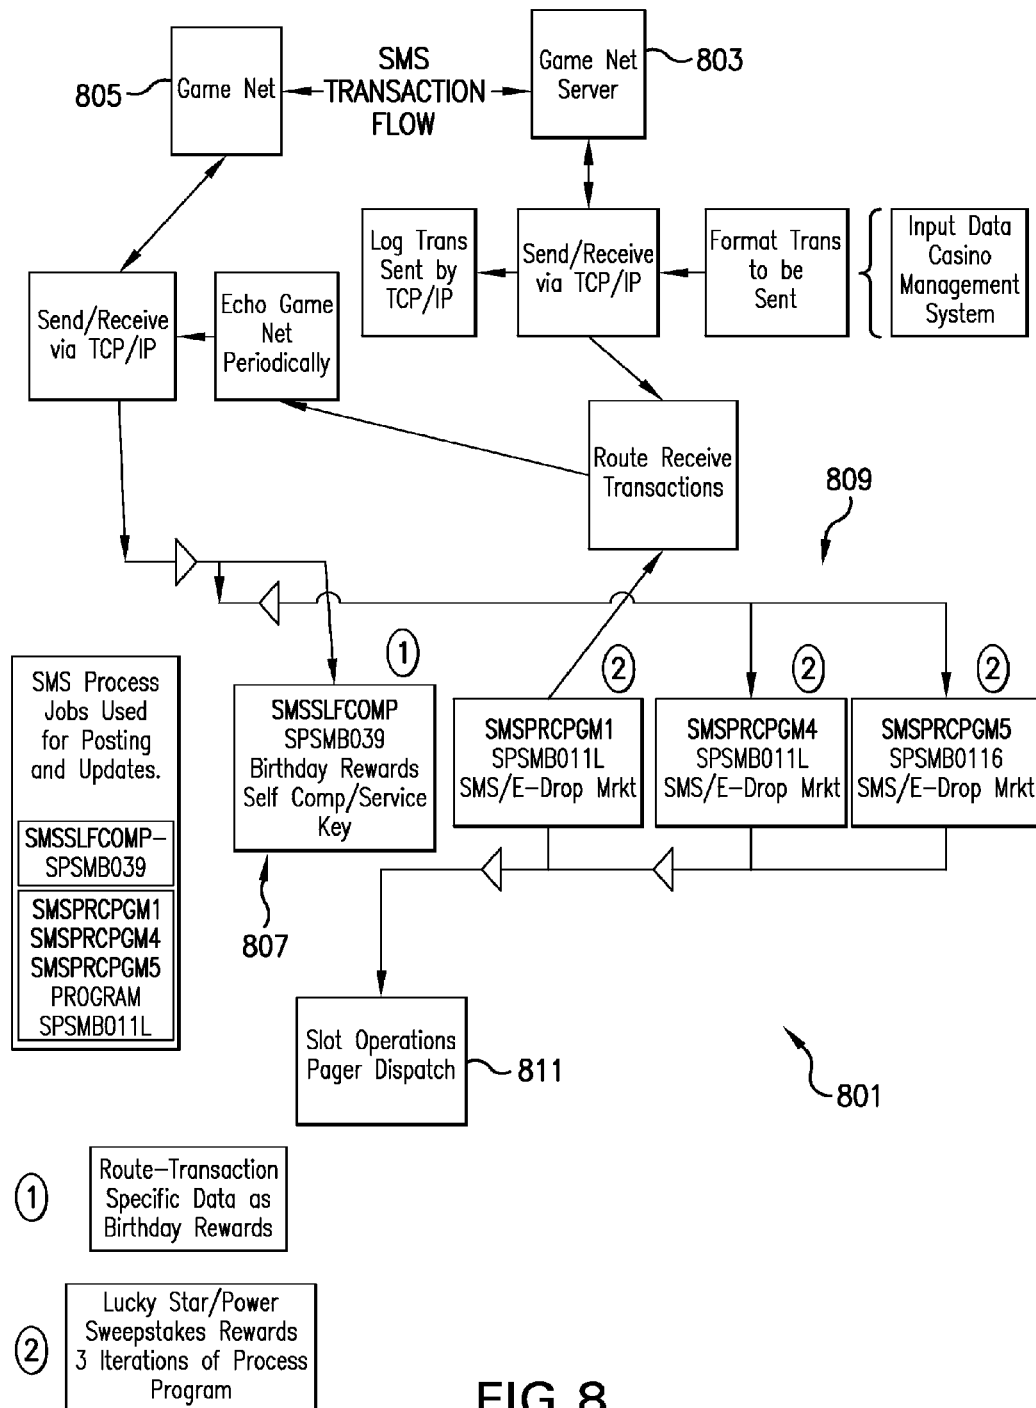 805
Game Net
SMS
TRANSACTION
FLOW
Game Net
Server
803
Log Trans
Sent by
TCP/IP
Send/Receive
via TCP/IP
Format Trans
to be
Sent
Input Data
Casino
Management
System
Send/Receive
via TCP/IP
Echo Game
Net
Periodically
Route Receive
Transactions
809
SMS Process
Jobs Used
for Posting
and Updates.
SMSSLFCOMP-
SPSMB039
SMSPRCPGM1
SMSPRCPGM4
SMSPRCPGM5
PROGRAM
SPSMB011L
1
SMSSLFCOMP
SPSMB039
Birthday Rewards
Self Comp/Service
Key
807
2
SMSPRCPGM1
SPSMB011L
SMS/E-Drop Mrkt
2
SMSPRCPGM4
SPSMB011L
SMS/E-Drop Mrkt
2
SMSPRCPGM5
SPSMB0116
SMS/E-Drop Mrkt
Slot Operations
Pager Dispatch
811
801
1
Route-Transaction
Specific Data as
Birthday Rewards
2
Lucky Star/Power
Sweepstakes Rewards
3 Iterations of Process
Program
FIG.8